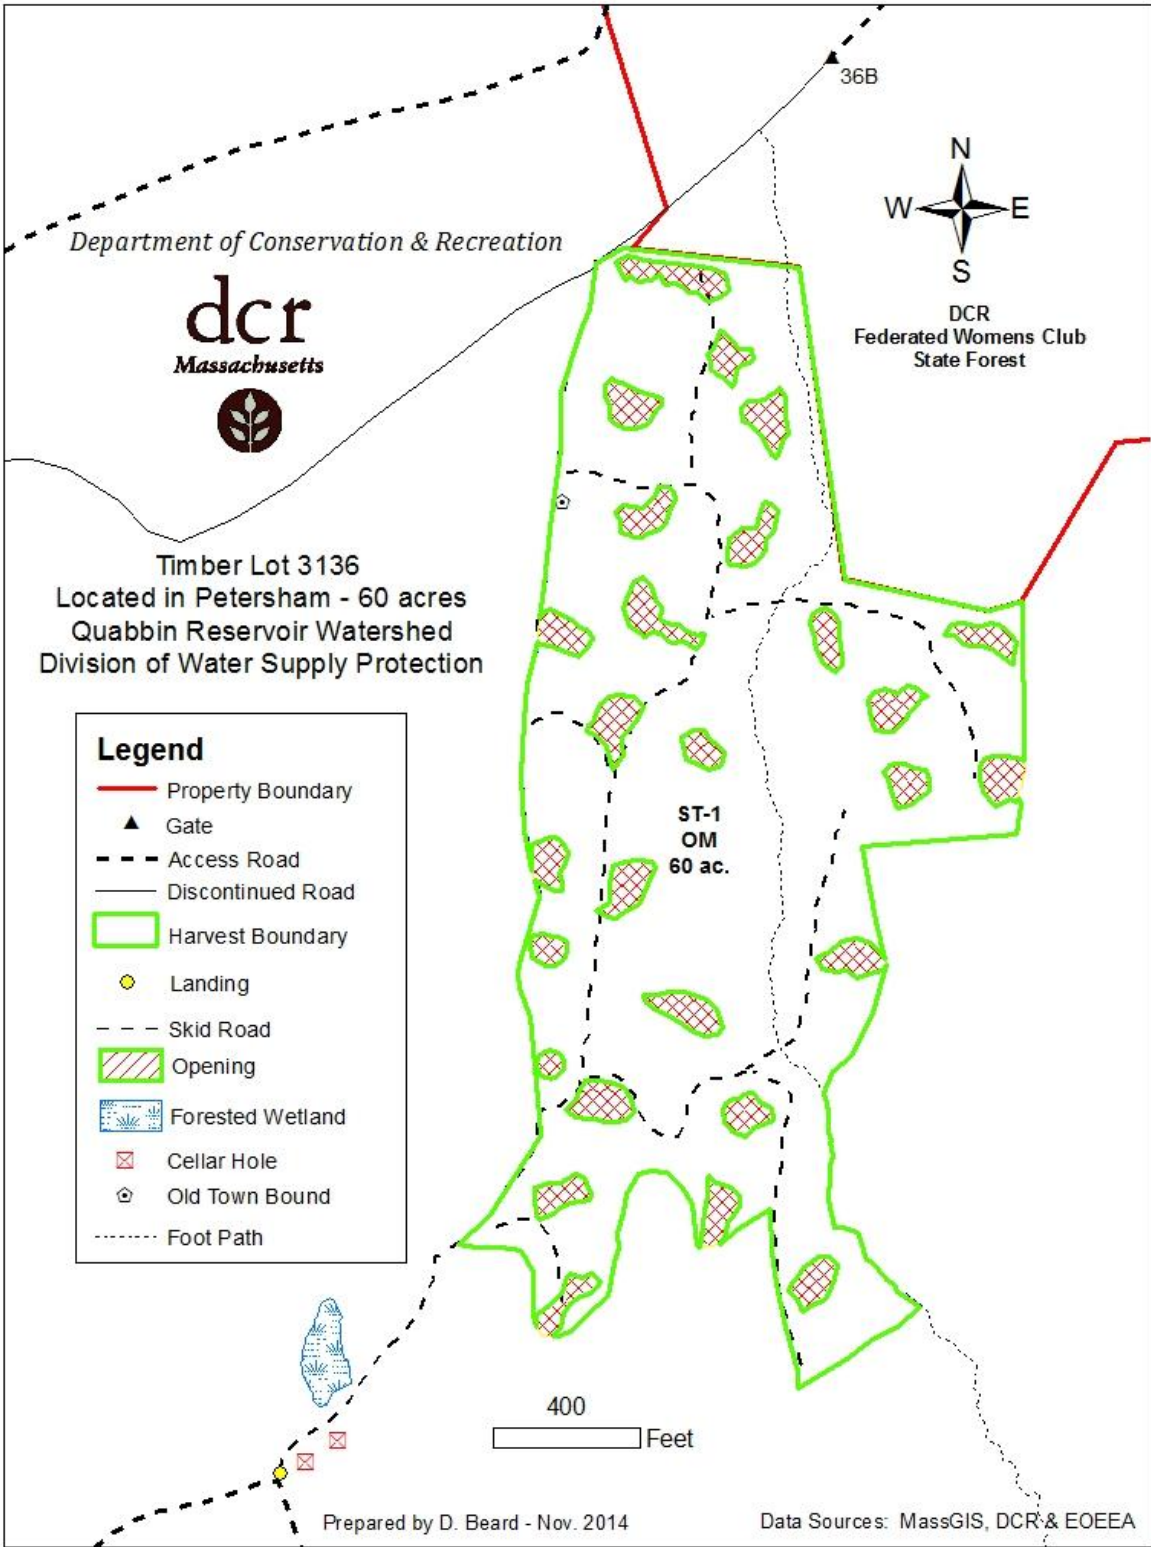 36B
N
W E
S
DCR
Federated Womens Club
State Forest
Department of Conservation & Recreation
dcr
Massachusetts
Timber Lot 3136
Located in Petersham - 60 acres
Quabbin Reservoir Watershed
Division of Water Supply Protection
Legend
Property Boundary
Gate
Access Road
Discontinued Road
Harvest Boundary
Landing
Skid Road
Opening
Forested Wetland
Cellar Hole
Old Town Bound
Foot Path
ST-1
OM
60 ac.
400
Feet
Prepared by D. Beard - Nov. 2014
Data Sources: MassGIS, DCR & EOEEA